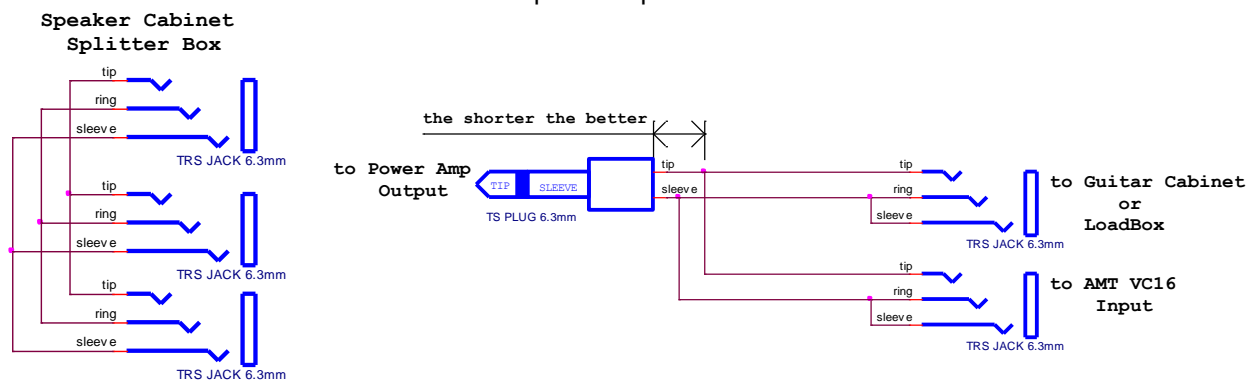 Speaker Cabinet
Splitter Box
tip
ring
sleeve
TRS JACK 6.3mm
tip
ring
sleeve
TRS JACK 6.3mm
tip
ring
sleeve
TRS JACK 6.3mm
the shorter the better
to Power Amp
Output
TIP
SLEEVE
TS PLUG 6.3mm
tip
sleeve
tip
ring
sleeve
TRS JACK 6.3mm
to Guitar Cabinet
or
LoadBox
tip
ring
sleeve
TRS JACK 6.3mm
to AMT VC16
Input